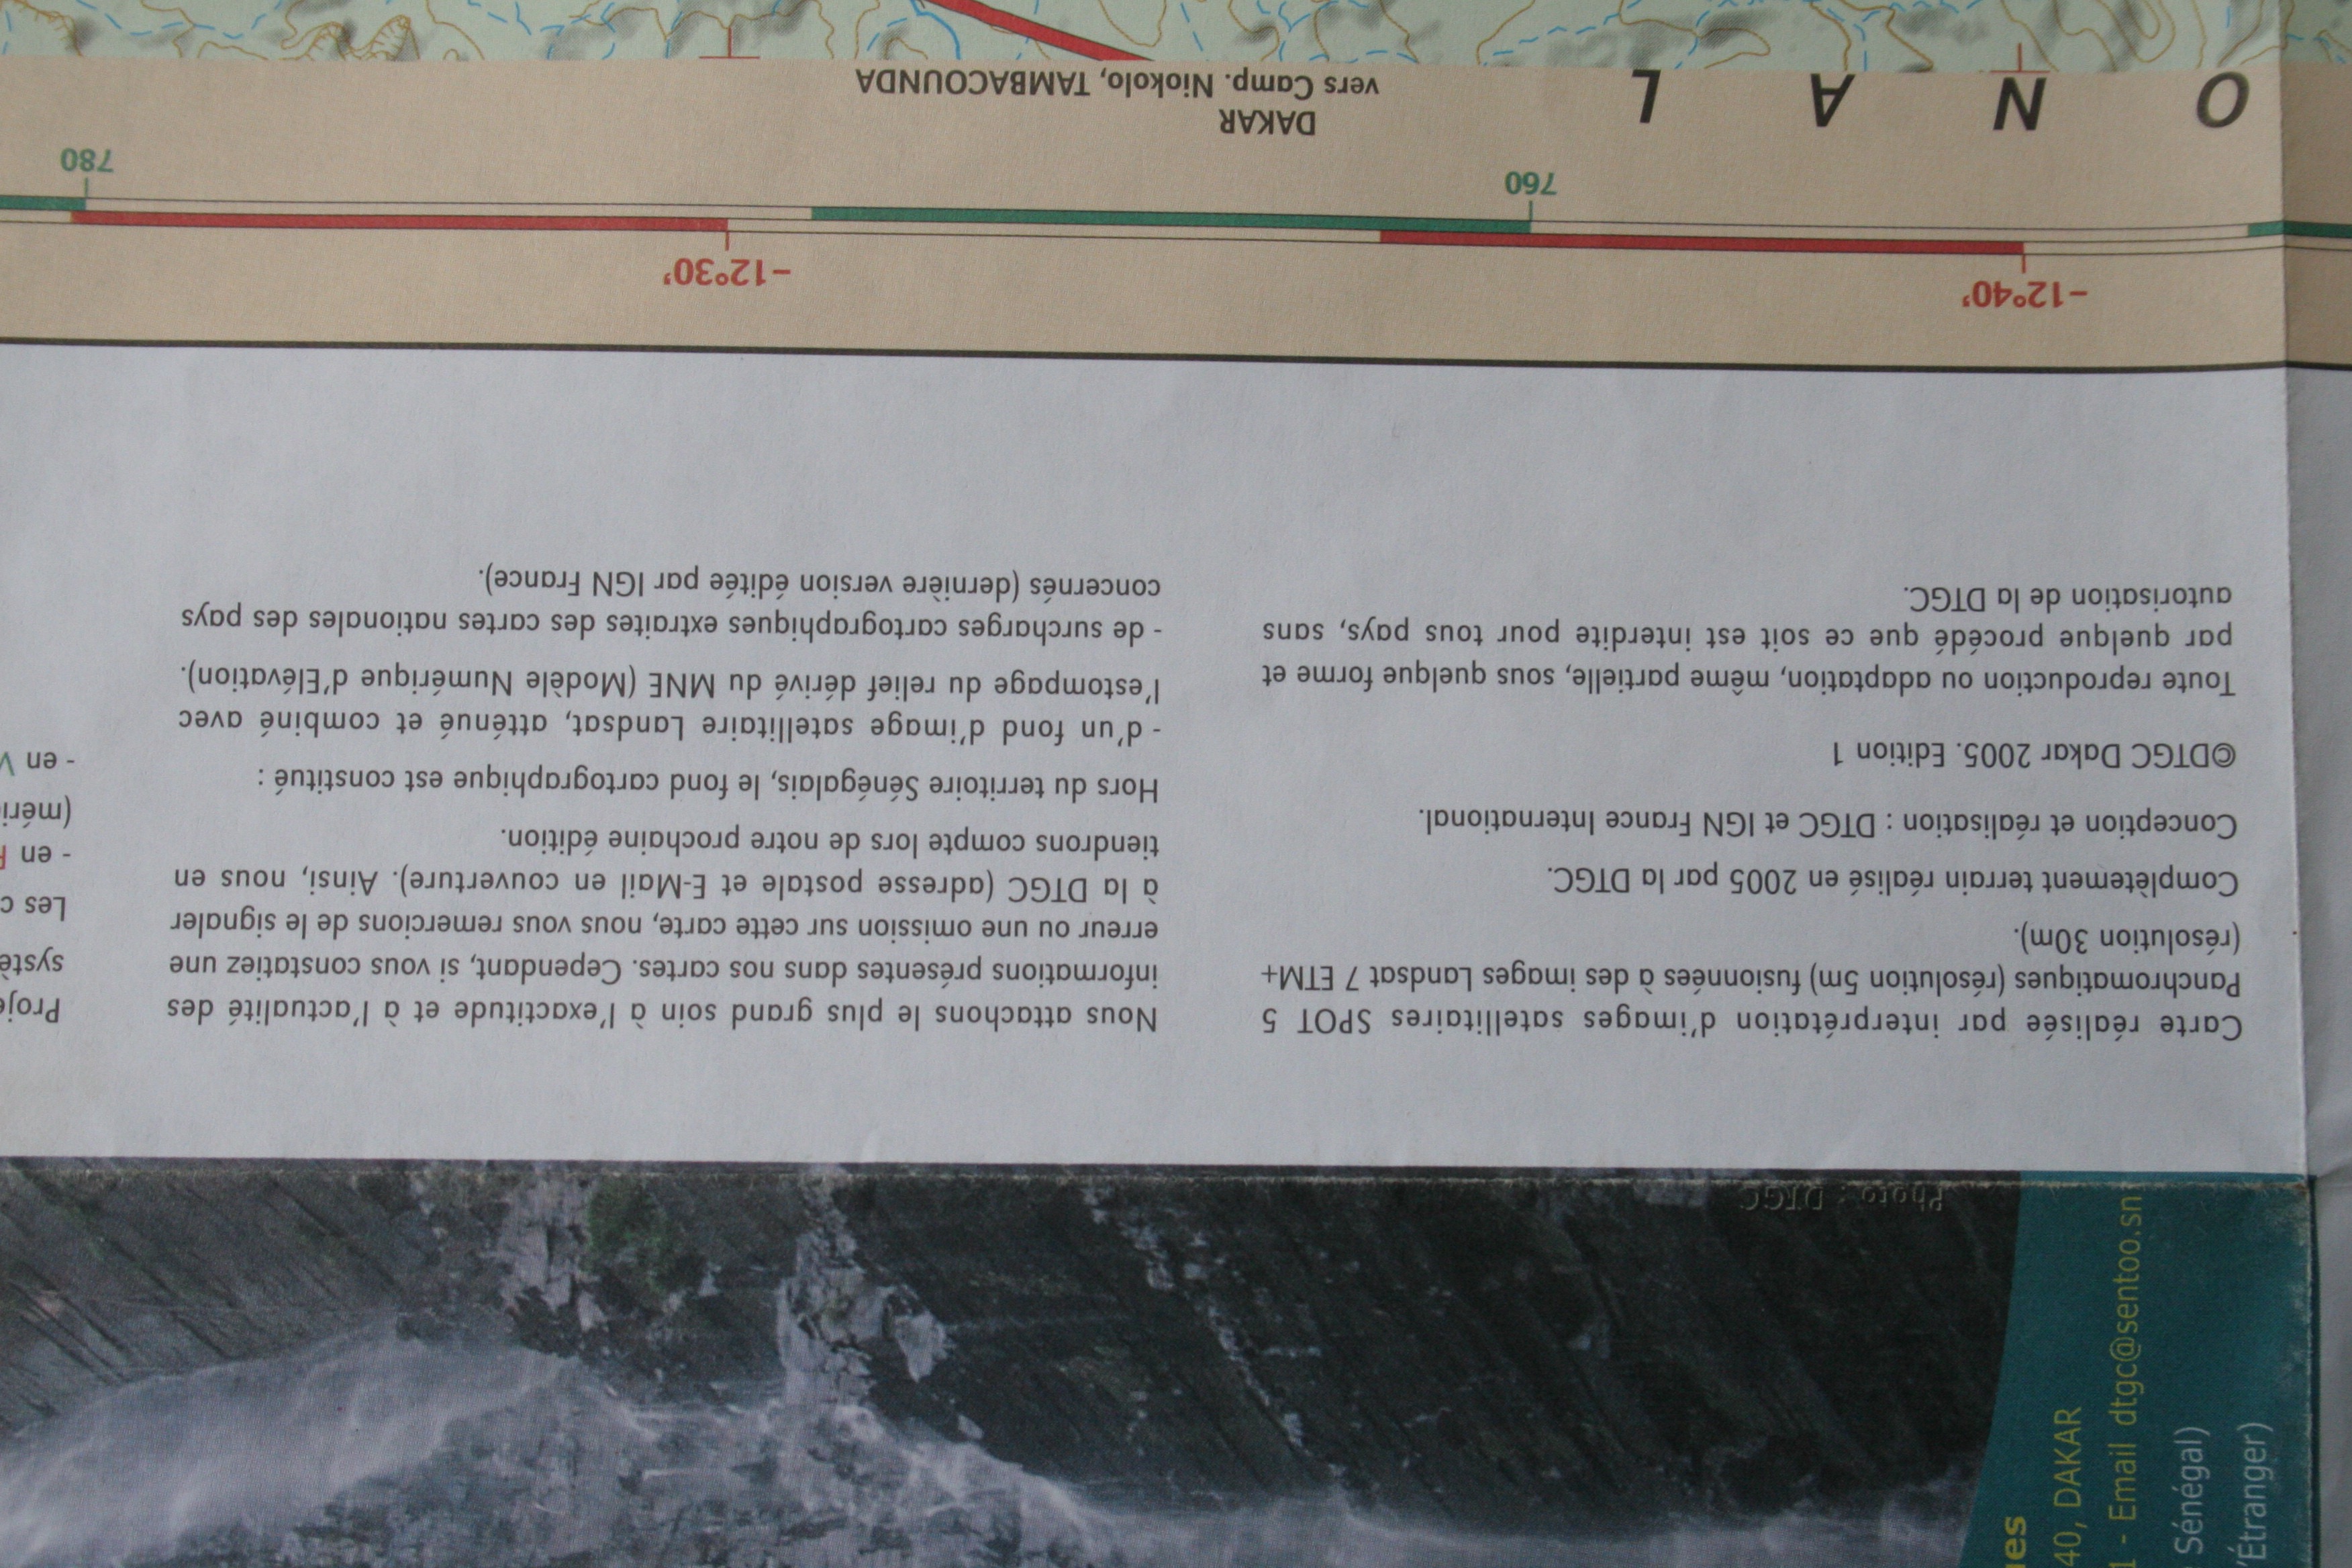 Carte réalisée par interprétation d'images satellitaires SPOT 5
Panchromatiques (résolution 5m) fusionnées à des images Landsat 7 ETM+
(résolution 30m).
Complètement terrain réalisé en 2005 par la DTGC.
Conception et réalisation : DTGC et IGN France International.
©DTGC Dakar 2005. Edition 1
Toute reproduction ou adaptation, même partielle, sous quelque forme et
par quelque procédé que ce soit est interdite pour tous pays, sans
autorisation de la DTGC.
Nous attachons le plus grand soin à l'exactitude et à l'actualité des
informations présentes dans nos cartes. Cependant, si vous constatiez une
erreur ou une omission sur cette carte, nous vous remercions de le signaler
à la DTGC (adresse postale et E-Mail en couverture). Ainsi, nous en
tiendrons compte lors de notre prochaine édition.
Hors du territoire Sénégalais, le fond cartographique est constitué :
- d'un fond d'image satellitaire Landsat, atténué et combiné avec
l'estompage du relief dérivé du MNE (Modèle Numérique d'Elévation).
- de surcharges cartographiques extraites des cartes nationales des pays
concernés (dernière version éditée par IGN France).
Proje
systè
Les c
- en
(méri
- en
-12°40'
-12°30'
760
780
DAKAR
vers Camp. Niokolo, TAMBACOUNDA
O N A L
Photo : DTGC
ues
40, DAKAR
1 - Email dtgc@sentoo.sn
Sénégal)
Étranger)